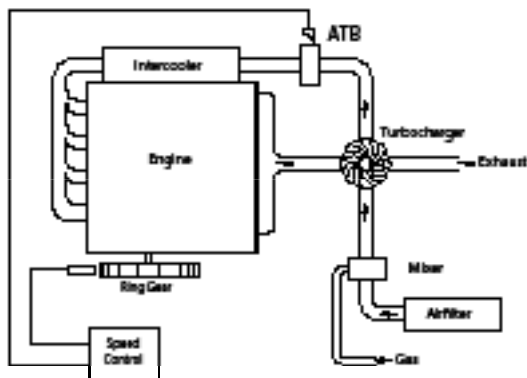 ATB
Intercooler
Turbocharger
Engine
Exhaust
Mixer
Ring Gear
Airfilter
Speed
Control
Gas